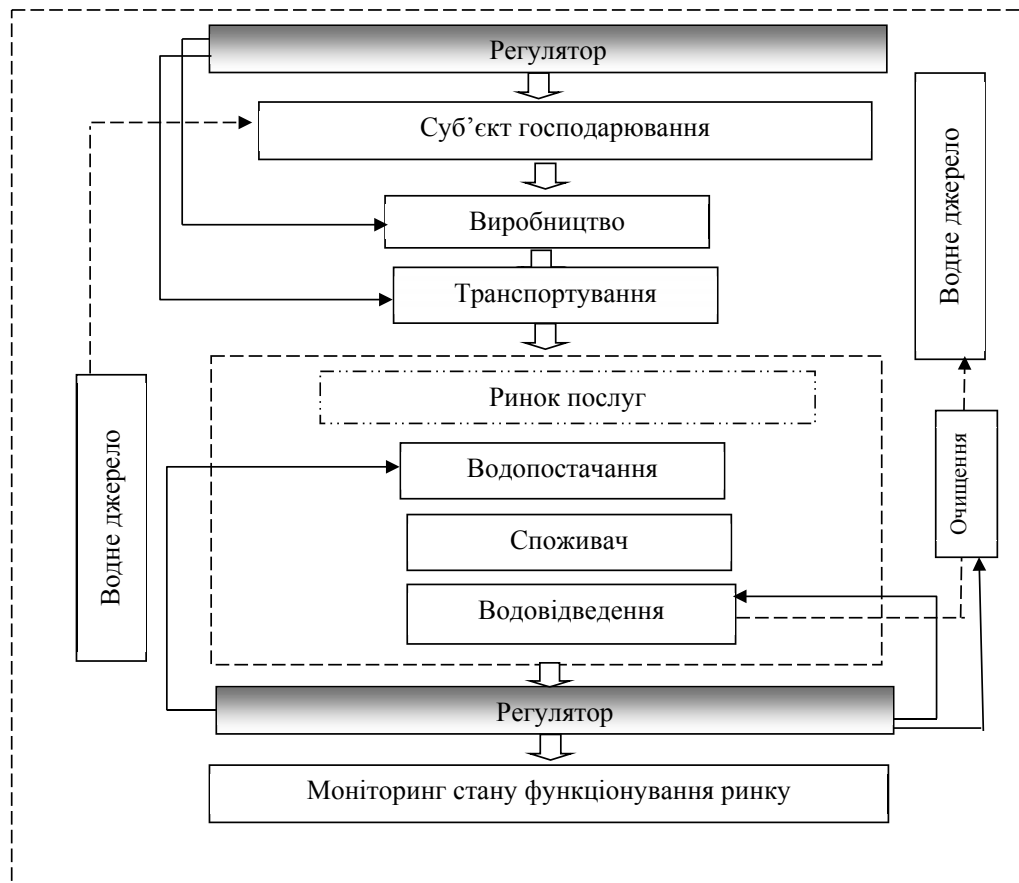 Регулятор
Суб’єкт господарювання
Виробництво
Транспортування
Водне джерело
Ринок послуг
Водопостачання
Споживач
Водовідведення
Водне джерело
Очищення
Регулятор
Моніторинг стану функціонування ринку